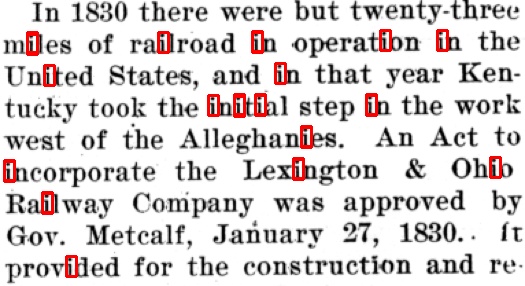 In 1830 there were but twenty-three
miles of railroad in operation in the
United States, and in that year Ken-
tucky took the initial step in the work
west of the Alleghanies. An Act to
incorporate the Lexington & Ohio
Railway Company was approved by
Gov. Metcalf, January 27, 1830.. It
provided for the construction and re-